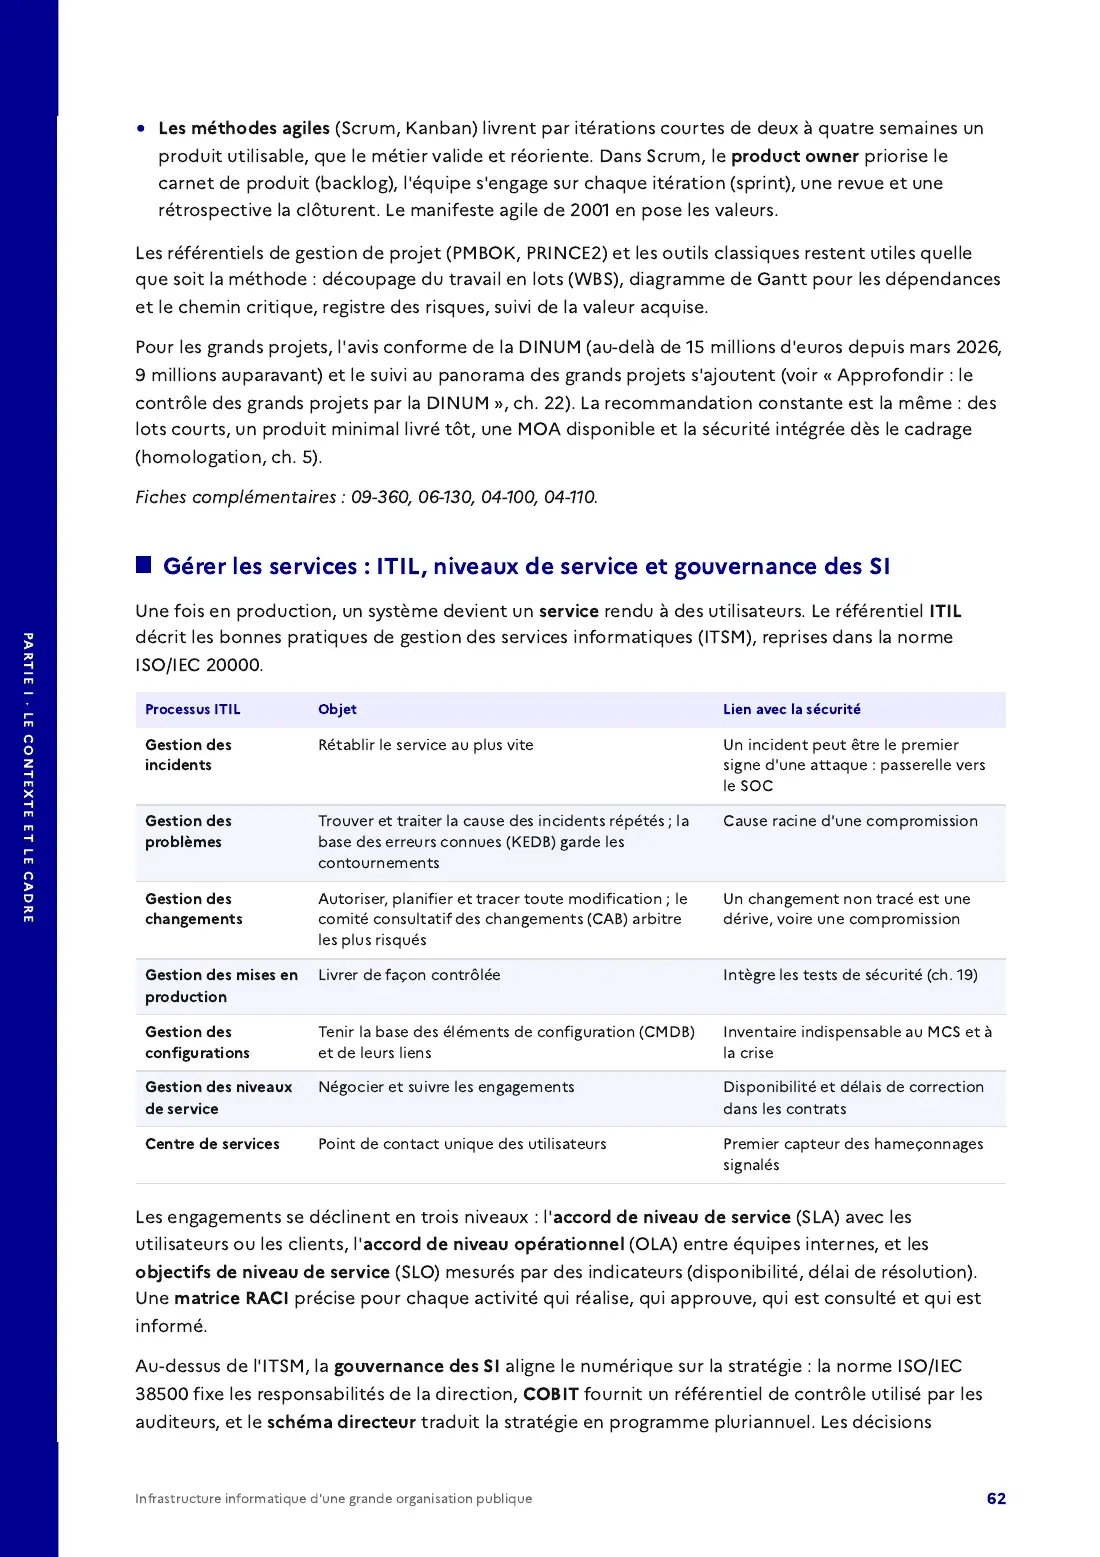 • Les méthodes agiles (Scrum, Kanban) livrent par itérations courtes de deux à quatre semaines un
produit utilisable, que le métier valide et réoriente. Dans Scrum, le product owner priorise le
carnet de produit (backlog), l'équipe s'engage sur chaque itération (sprint), une revue et une
rétrospective la clôturent. Le manifeste agile de 2001 en pose les valeurs.
Les référentiels de gestion de projet (PMBOK, PRINCE2) et les outils classiques restent utiles quelle
que soit la méthode : découpage du travail en lots (WBS), diagramme de Gantt pour les dépendances
et le chemin critique, registre des risques, suivi de la valeur acquise.
Pour les grands projets, l'avis conforme de la DINUM (au-delà de 15 millions d'euros depuis mars 2026,
9 millions auparavant) et le suivi au panorama des grands projets s'ajoutent (voir « Approfondir : le
contrôle des grands projets par la DINUM », ch. 22). La recommandation constante est la même : des
lots courts, un produit minimal livré tôt, une MOA disponible et la sécurité intégrée dès le cadrage
(homologation, ch. 5).
Fiches complémentaires : 09-360, 06-130, 04-100, 04-110.
Gérer les services : ITIL, niveaux de service et gouvernance des SI
Une fois en production, un système devient un service rendu à des utilisateurs. Le référentiel ITIL
décrit les bonnes pratiques de gestion des services informatiques (ITSM), reprises dans la norme
ISO/IEC 20000.
Processus ITIL Objet Lien avec la sécurité
Gestion des Rétablir le service au plus vite Un incident peut être le premier
incidents signe d'une attaque : passerelle vers
le SOC
Gestion des Trouver et traiter la cause des incidents répétés ; la Cause racine d'une compromission
problèmes base des erreurs connues (KEDB) garde les
contournements
Gestion des Autoriser, planifier et tracer toute modification ; le Un changement non tracé est une
changements comité consultatif des changements (CAB) arbitre dérive, voire une compromission
les plus risqués
Gestion des mises en Livrer de façon contrôlée Intègre les tests de sécurité (ch. 19)
production
Gestion des Tenir la base des éléments de configuration (CMDB) Inventaire indispensable au MCS et à
configurations et de leurs liens la crise
Gestion des niveaux Négocier et suivre les engagements Disponibilité et délais de correction
de service dans les contrats
Centre de services Point de contact unique des utilisateurs Premier capteur des hameçonnages
signalés
Les engagements se déclinent en trois niveaux : l'accord de niveau de service (SLA) avec les
utilisateurs ou les clients, l'accord de niveau opérationnel (OLA) entre équipes internes, et les
objectifs de niveau de service (SLO) mesurés par des indicateurs (disponibilité, délai de résolution).
Une matrice RACI précise pour chaque activité qui réalise, qui approuve, qui est consulté et qui est
informé.
Au-dessus de l'ITSM, la gouvernance des SI aligne le numérique sur la stratégie : la norme ISO/IEC
38500 fixe les responsabilités de la direction, COBIT fournit un référentiel de contrôle utilisé par les
auditeurs, et le schéma directeur traduit la stratégie en programme pluriannuel. Les décisions
Infrastructure informatique d'une grande organisation publique 62
PARTIE I · LE CONTEXTE ET LE CADRE